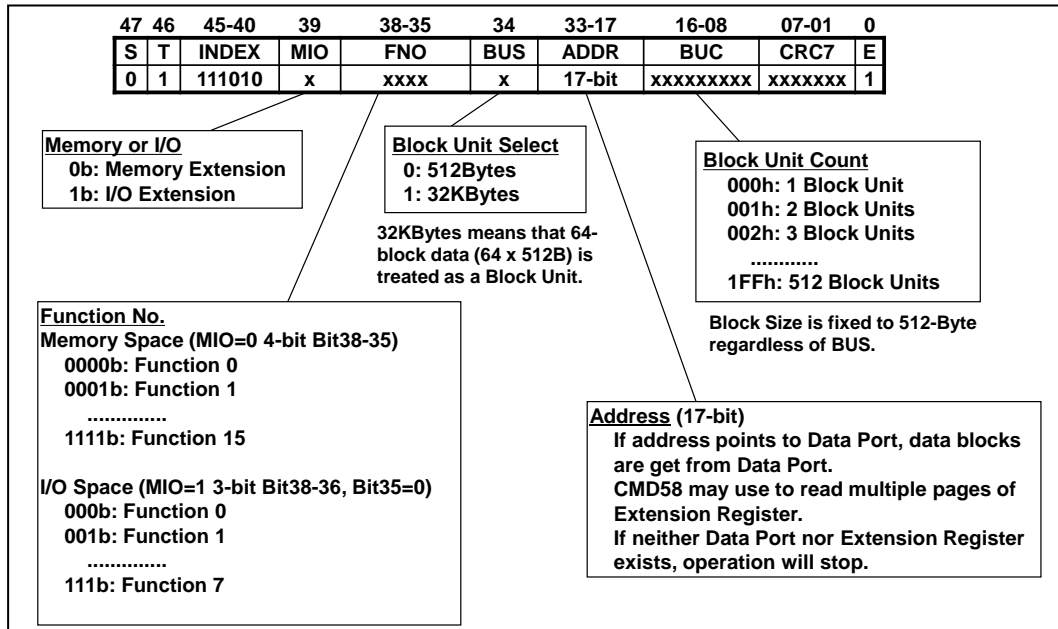 47 46 45-40 39 38-35 34 33-17 16-08 07-01 0
S T INDEX MIO FNO BUS ADDR BUC CRC7 E
0 1 111010 x xxxx x 17-bit xxxxxxxxx xxxxxxx 1
Memory or I/O
0b: Memory Extension
1b: I/O Extension
Block Unit Select
0: 512Bytes
1: 32KBytes
32KBytes means that 64-
block data (64 x 512B) is
treated as a Block Unit.
Block Unit Count
000h: 1 Block Unit
001h: 2 Block Units
002h: 3 Block Units
............
1FFh: 512 Block Units
Block Size is fixed to 512-Byte
regardless of BUS.
Function No.
Memory Space (MIO=0 4-bit Bit38-35)
0000b: Function 0
0001b: Function 1
..............
1111b: Function 15
I/O Space (MIO=1 3-bit Bit38-36, Bit35=0)
000b: Function 0
001b: Function 1
..............
111b: Function 7
Address (17-bit)
If address points to Data Port, data blocks
are get from Data Port.
CMD58 may use to read multiple pages of
Extension Register.
If neither Data Port nor Extension Register
exists, operation will stop.